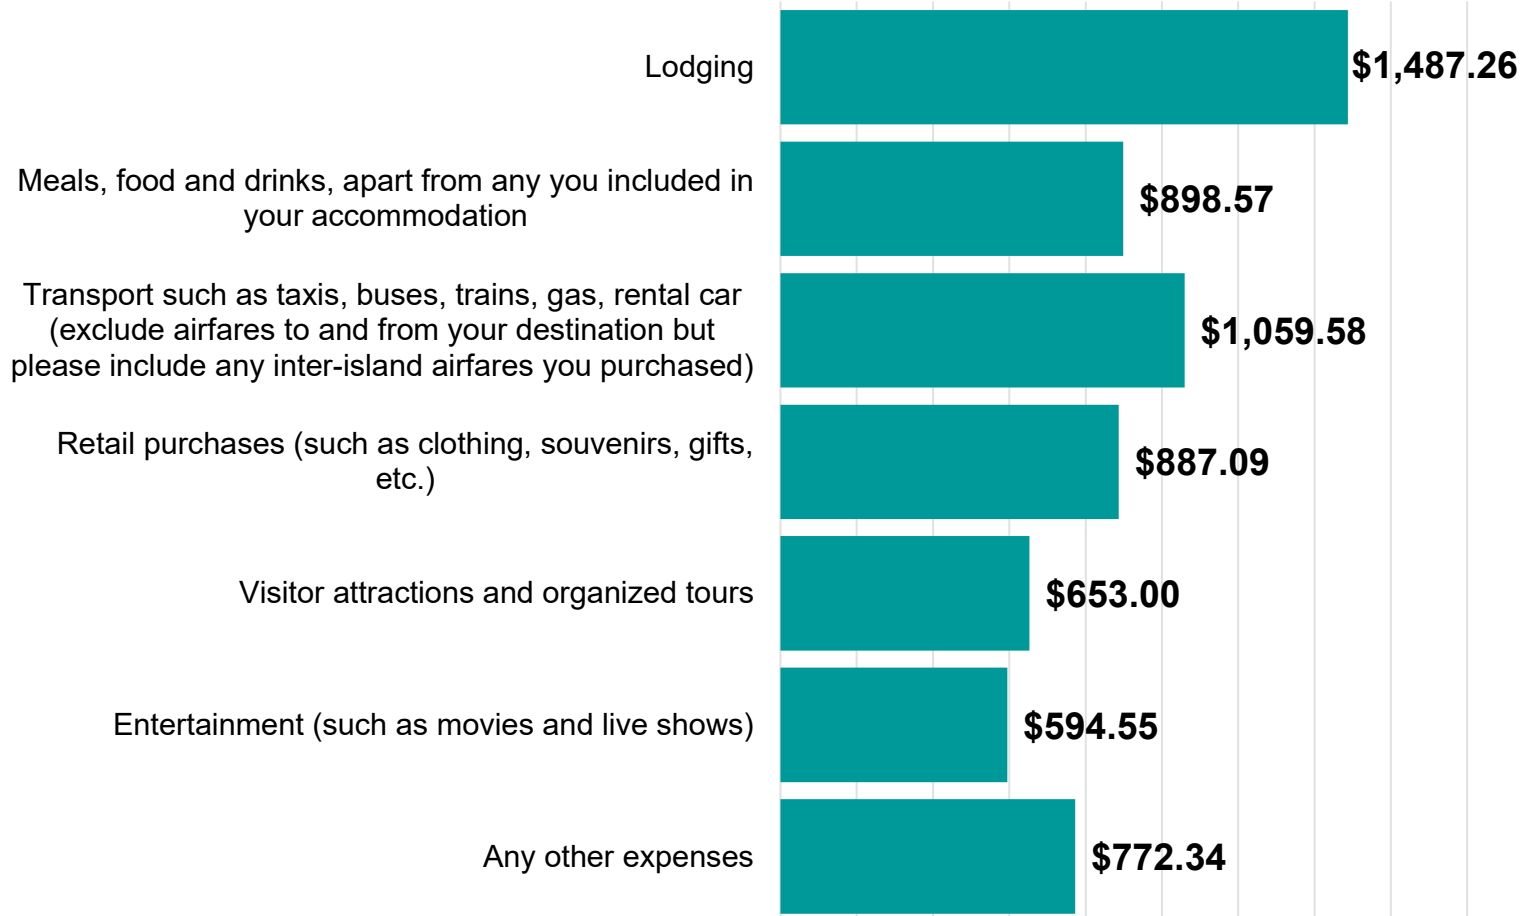 Lodging
$1,487.26
Meals, food and drinks, apart from any you included in
your accommodation
$898.57
Transport such as taxis, buses, trains, gas, rental car
(exclude airfares to and from your destination but
please include any inter-island airfares you purchased)
$1,059.58
Retail purchases (such as clothing, souvenirs, gifts,
etc.)
$887.09
Visitor attractions and organized tours
$653.00
Entertainment (such as movies and live shows)
$594.55
Any other expenses
$772.34